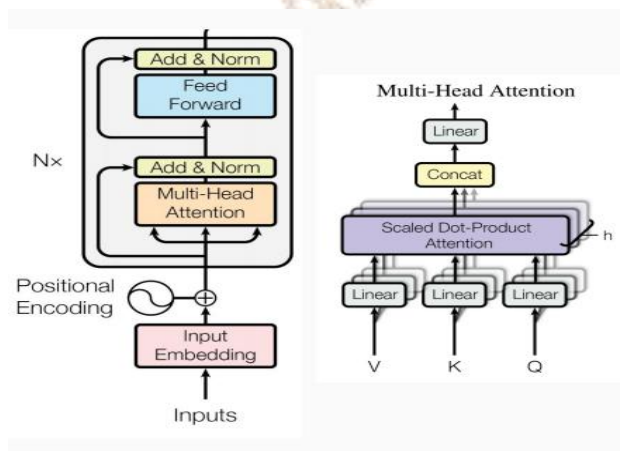 Add & Norm
Feed
Forward
Nx
Add & Norm
Multi-Head
Attention
Positional
Encoding
Input
Embedding
Inputs
Multi-Head Attention
Linear
Concat
Scaled Dot-Product
Attention
h
Linear
Linear
Linear
V
K
Q